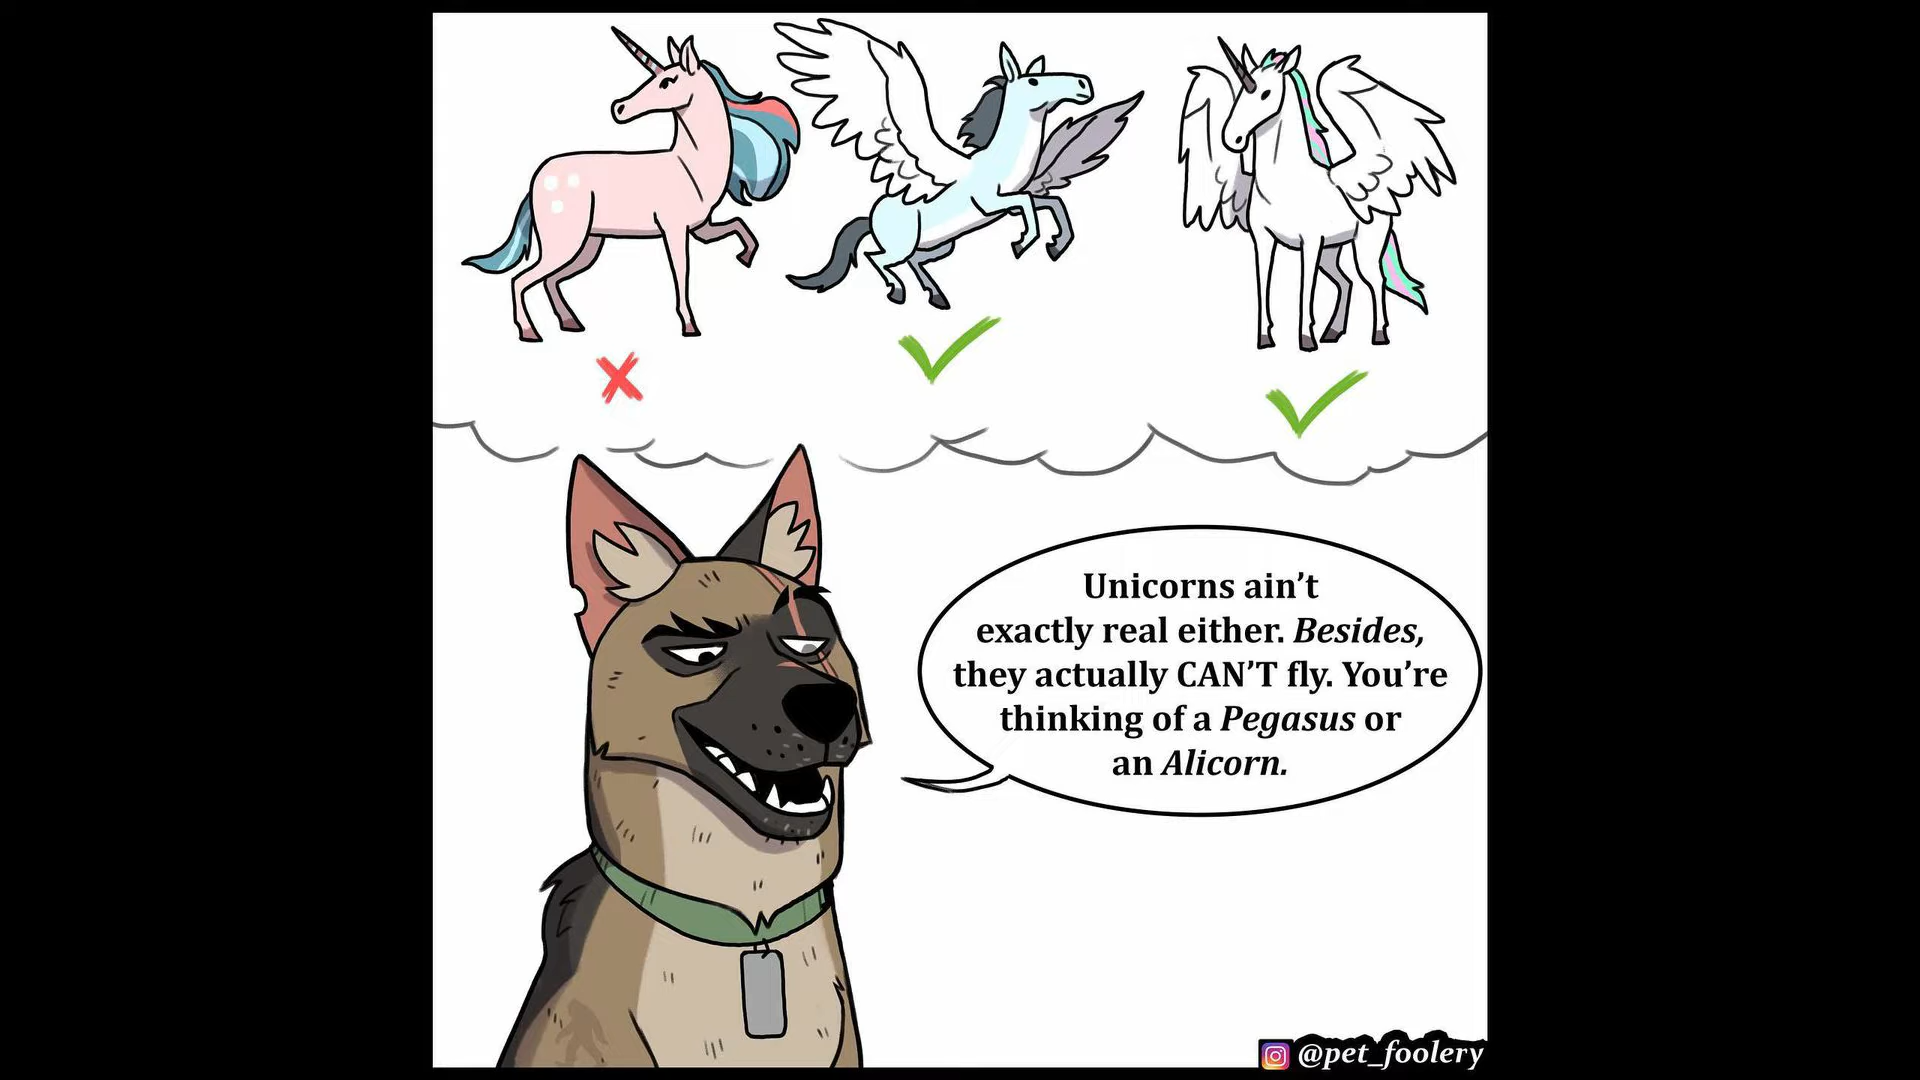 Unicorns ain't
exactly real either. Besides,
they actually CAN'T fly. You're
thinking of a Pegasus or
an Alicorn.
@pet_foolery